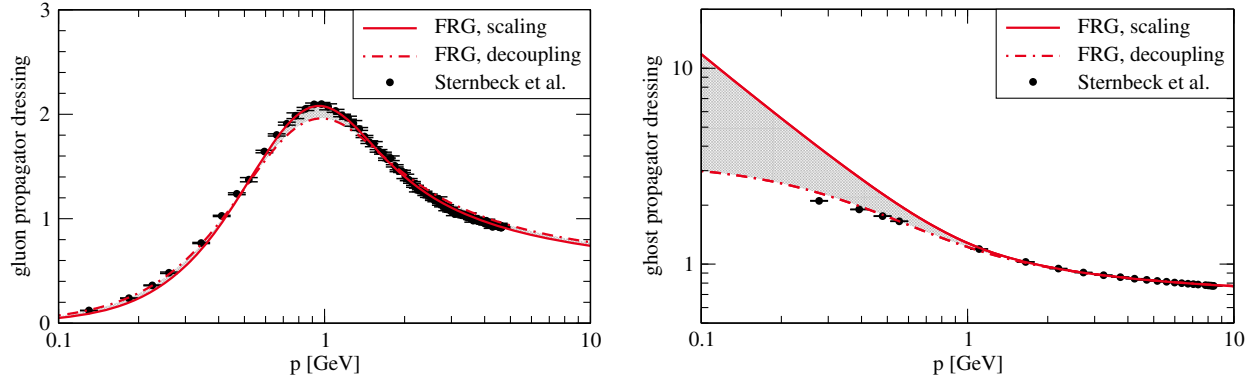 gluon propagator dressing
3
2
1
0
FRG, scaling
FRG, decoupling
Sternbeck et al.
0.1
1
10
p [GeV]
ghost propagator dressing
10
1
FRG, scaling
FRG, decoupling
Sternbeck et al.
0.1
1
10
p [GeV]